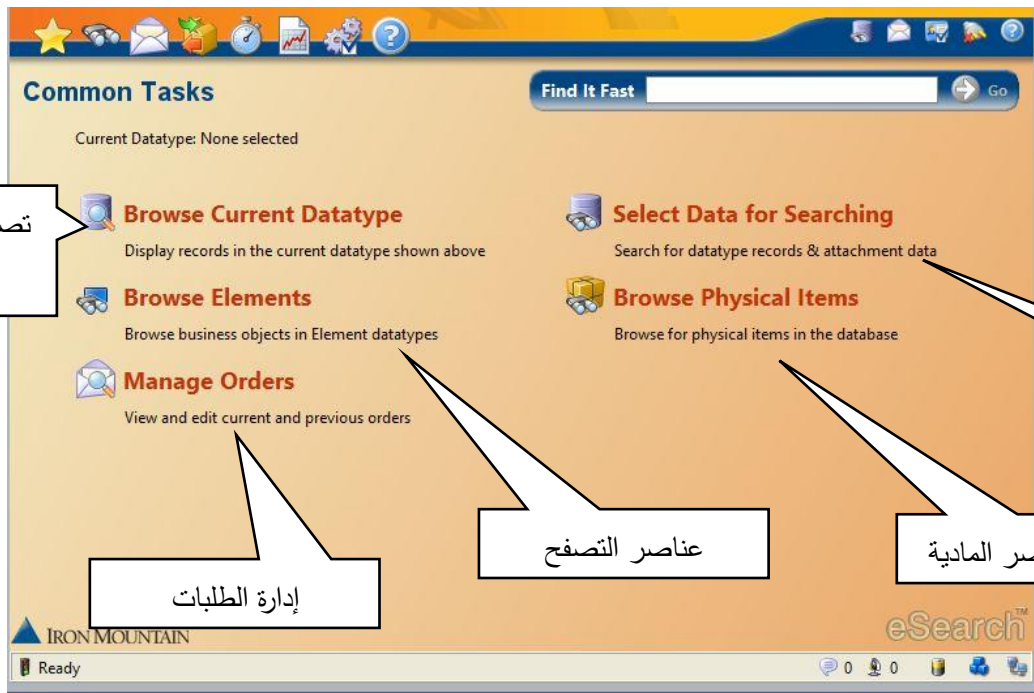 Common Tasks
Find It Fast
Go
Current Datatype: None selected
Browse Current Datatype
Display records in the current datatype shown above
Select Data for Searching
Search for datatype records & attachment data
Browse Elements
Browse business objects in Element datatypes
Browse Physical Items
Browse for physical items in the database
Manage Orders
View and edit current and previous orders
عناصر التصفح
المادية
إدارة الطلبات
IRON MOUNTAIN
eSearch™
Ready
0 0